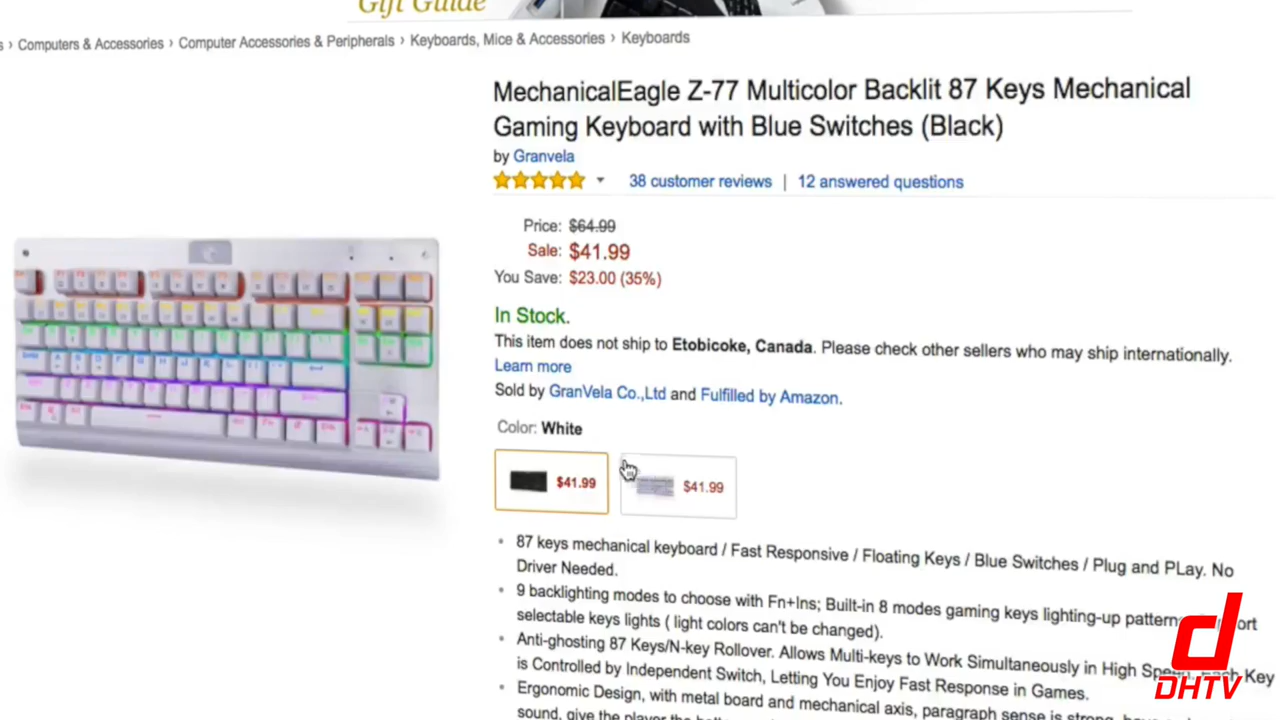 Gift Guide
s › Computers & Accessories › Computer Accessories & Peripherals › Keyboards, Mice & Accessories › Keyboards
MechanicalEagle Z-77 Multicolor Backlit 87 Keys Mechanical
Gaming Keyboard with Blue Switches (Black)
by Granvela
38 customer reviews | 12 answered questions
Price: $64.99
Sale: $41.99
You Save: $23.00 (35%)
In Stock.
This item does not ship to Etobicoke, Canada. Please check other sellers who may ship internationally.
Learn more
Sold by GranVela Co.,Ltd and Fulfilled by Amazon.
Color: White
$41.99 $41.99
• 87 keys mechanical keyboard / Fast Responsive / Floating Keys / Blue Switches / Plug and PLay. No
Driver Needed.
• 9 backlighting modes to choose with Fn+Ins; Built-in 8 modes gaming keys lighting-up
selectable keys lights ( light colors can't be changed).
• Anti-ghosting 87 Keys/N-key Rollover. Allows Multi-keys to Work Simultaneously in High Key
is Controlled by Independent Switch, Letting You Enjoy Fast Response in Games.
• Ergonomic Design, with metal board and mechanical axis, paragraph sense is
sound, give the player the
DHTV